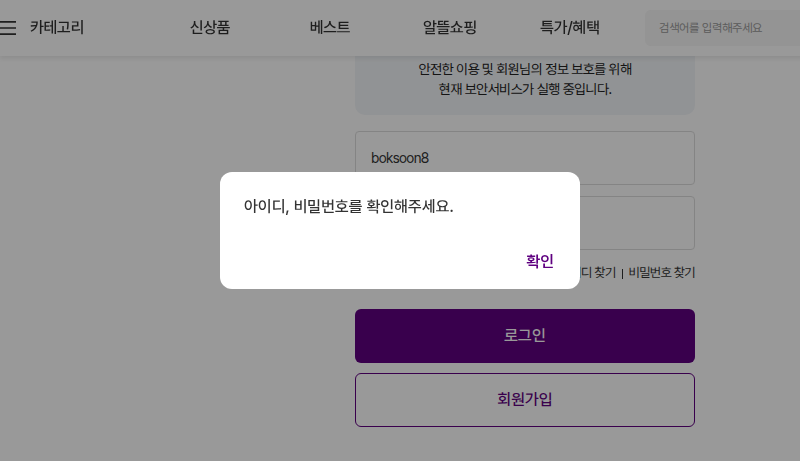 카테고리
신상품
베스트
알뜰쇼핑
특가/혜택
검색어를 입력해주세요
안전한 이용 및 회원님의 정보 보호를 위해
현재 보안서비스가 실행 중입니다.
boksoon8
아이디, 비밀번호를 확인해주세요.
확인
디 찾기 | 비밀번호 찾기
로그인
회원가입